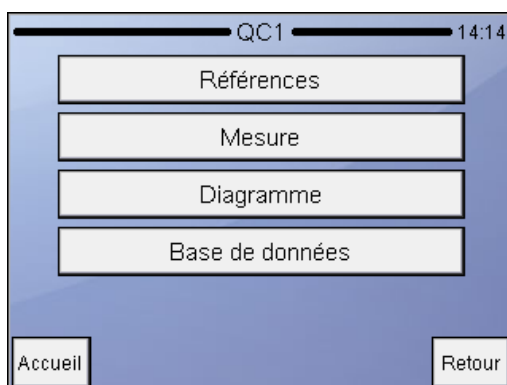 QC1 14:14
Références
Mesure
Diagramme
Base de données
Accueil Retour